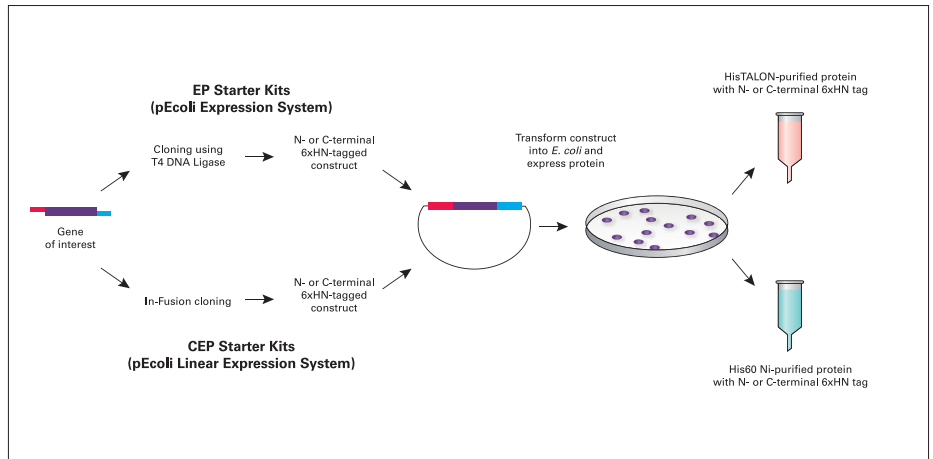 EP Starter Kits
(pEcoli Expression System)
Cloning using
T4 DNA Ligase
N- or C-terminal
6xHN-tagged
construct
Gene
of interest
In-Fusion cloning
N- or C-terminal
6xHN-tagged
construct
CEP Starter Kits
(pEcoli Linear Expression System)
Transform construct
into E. coli and
express protein
HisTALON-purified protein
with N- or C-terminal 6xHN tag
His60 Ni-purified protein
with N- or C-terminal 6xHN tag